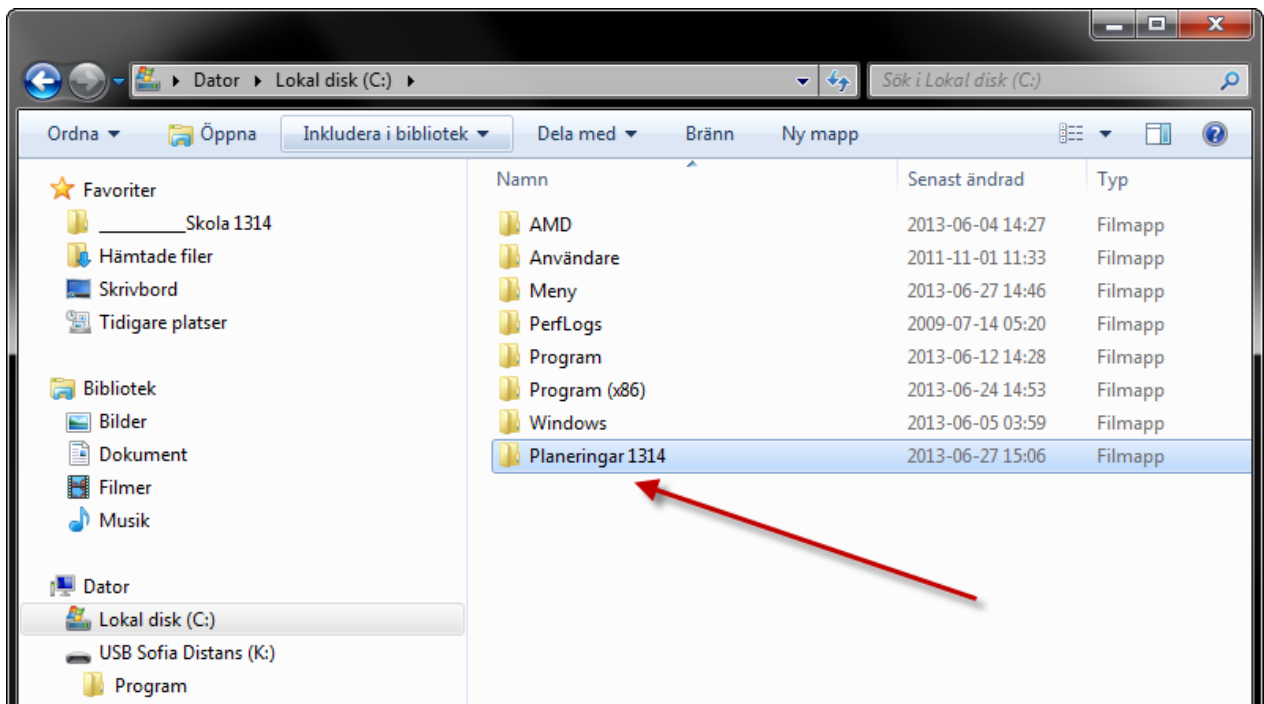 Dator Lokal disk (C:) Sök i Lokal disk (C:)
Ordna Öppna Inkludera i bibliotek Dela med Bränn Ny mapp
Favoriter
__________Skola 1314
Hämtade filer
Skrivbord
Tidigare platser
Bibliotek
Bilder
Dokument
Filmer
Musik
Dator
Lokal disk (C:)
USB Sofia Distans (K:)
Program
Namn Senast ändrad Typ
AMD 2013-06-04 14:27 Filmapp
Användare 2011-11-01 11:33 Filmapp
Meny 2013-06-27 14:46 Filmapp
PerfLogs 2009-07-14 05:20 Filmapp
Program 2013-06-12 14:28 Filmapp
Program (x86) 2013-06-24 14:53 Filmapp
Windows 2013-06-05 03:59 Filmapp
Planeringar 1314 2013-06-27 15:06 Filmapp